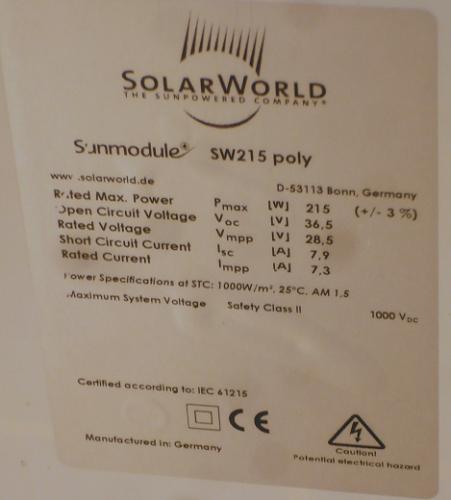 SOLARWORLD
THE SUNPOWERED COMPANY®
Sunmodule® SW215 poly
www.solarworld.de D-53113 Bonn, Germany
Rated Max. Power Pmax [W] 215 (+/- 3 %)
Open Circuit Voltage Voc [V] 36,5
Rated Voltage Vmpp [V] 28,5
Short Circuit Current Isc [A] 7,9
Rated Current Impp [A] 7,3
Power Specifications at STC: 1000W/m², 25°C, AM 1,5
Maximum System Voltage Safety Class II 1000 VDC
Certified according to: IEC 61215
CE
Manufactured in: Germany
Caution!
Potential electrical hazard